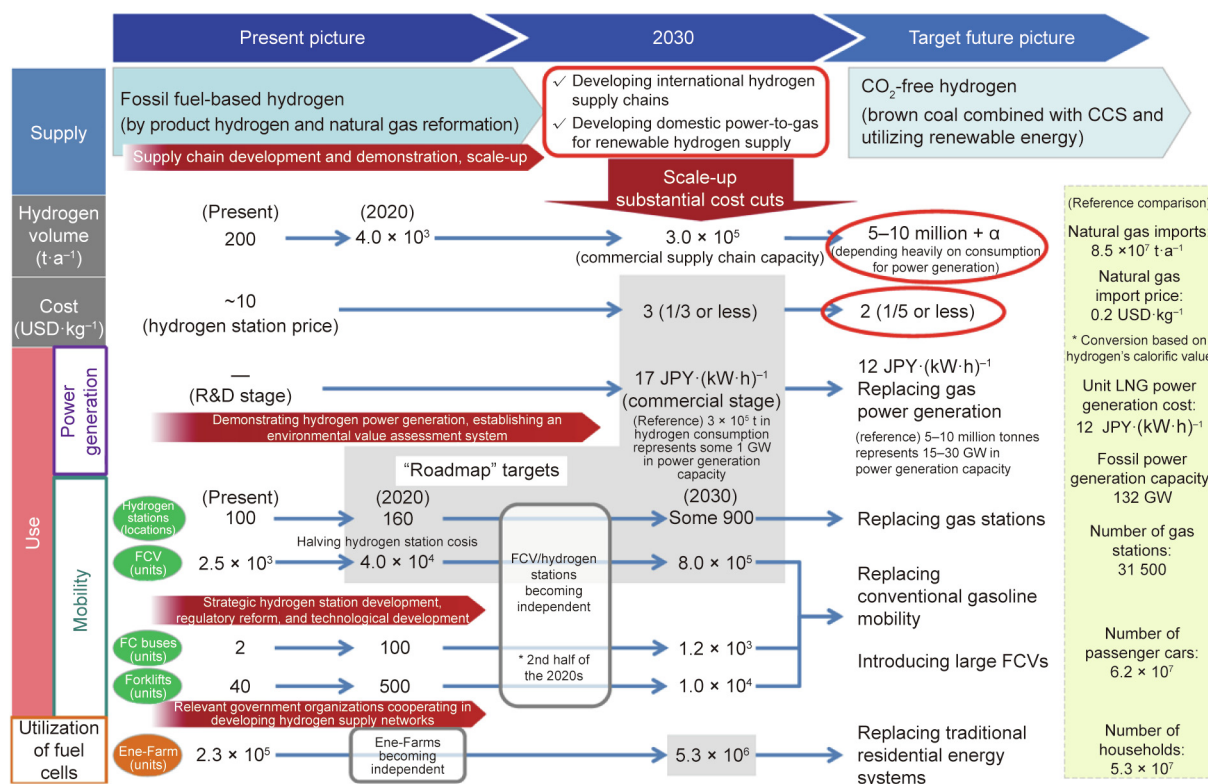 Present picture
2030
Target future picture
Supply
Fossil fuel-based hydrogen
(by product hydrogen and natural gas reformation)
Supply chain development and demonstration, scale-up
✓ Developing international hydrogen
supply chains
✓ Developing domestic power-to-gas
for renewable hydrogen supply
CO₂-free hydrogen
(brown coal combined with CCS and
utilizing renewable energy)
Scale-up
substantial cost cuts
Hydrogen
volume
(t·a⁻¹)
(Present)
200
(2020)
4.0 × 10³
3.0 × 10⁵
(commercial supply chain capacity)
5–10 million + α
(depending heavily on consumption
for power generation)
Cost
(USD·kg⁻¹)
~10
(hydrogen station price)
3 (1/3 or less)
2 (1/5 or less)
Use
Power
generation
—
(R&D stage)
17 JPY·(kW·h)⁻¹
(commercial stage)
(Reference) 3 × 10⁵ t in
hydrogen consumption
represents some 1 GW
in power generation
capacity
12 JPY·(kW·h)⁻¹
Replacing gas
power generation
(reference) 5–10 million tonnes
represents 15–30 GW in
power generation capacity
Demonstrating hydrogen power generation, establishing an
environmental value assessment system
“Roadmap” targets
Mobility
(Present)
(2020)
(2030)
Hydrogen
stations
(locations)
100
160
Some 900
Replacing gas stations
Halving hydrogen station cosis
FCV
(units)
2.5 × 10³
4.0 × 10⁴
8.0 × 10⁵
FCV/hydrogen
stations
becoming
independent
* 2nd half of
the 2020s
Strategic hydrogen station development,
regulatory reform, and technological development
Replacing
conventional gasoline
mobility
Introducing large FCVs
FC buses
(units)
2
100
1.2 × 10³
Forklifts
(units)
40
500
1.0 × 10⁴
Relevant government organizations cooperating in
developing hydrogen supply networks
Utilization
of fuel
cells
Ene-Farm
(units)
2.3 × 10⁵
Ene-Farms
becoming
independent
5.3 × 10⁶
Replacing traditional
residential energy
systems
(Reference comparison)
Natural gas imports:
8.5 ×10⁷ t·a⁻¹
Natural gas
import price:
0.2 USD·kg⁻¹
* Conversion based on
hydrogen’s calorific value
Unit LNG power
generation cost:
12 JPY·(kW·h)⁻¹
Fossil power
generation capacity:
132 GW
Number of gas
stations:
31 500
Number of
passenger cars:
6.2 × 10⁷
Number of
households:
5.3 × 10⁷